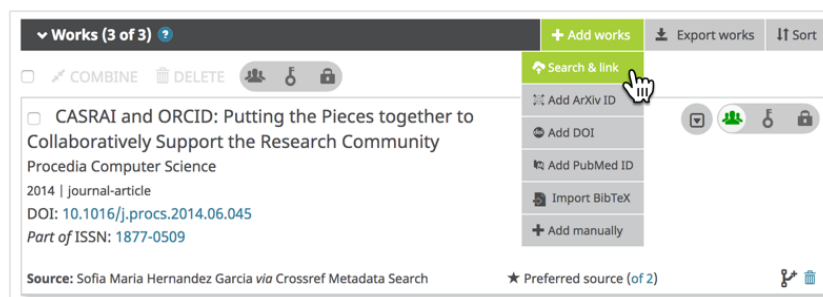 Works (3 of 3) ? + Add works Export works Sort
COMBINE DELETE Search & link
Add ArXiv ID
CASRAI and ORCID: Putting the Pieces together to
Collaboratively Support the Research Community
Add DOI
Procedia Computer Science
Add PubMed ID
2014 | journal-article
Import BibTeX
DOI: 10.1016/j.procs.2014.06.045
Part of ISSN: 1877-0509
+ Add manually
Source: Sofia Maria Hernandez Garcia via Crossref Metadata Search ★ Preferred source (of 2)